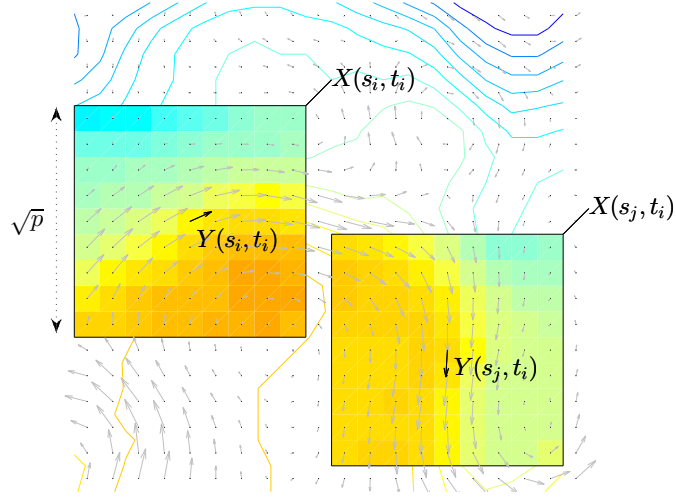 X(s_i, t_i)
X(s_j, t_i)
√p
Y(s_i, t_i)
Y(s_j, t_i)